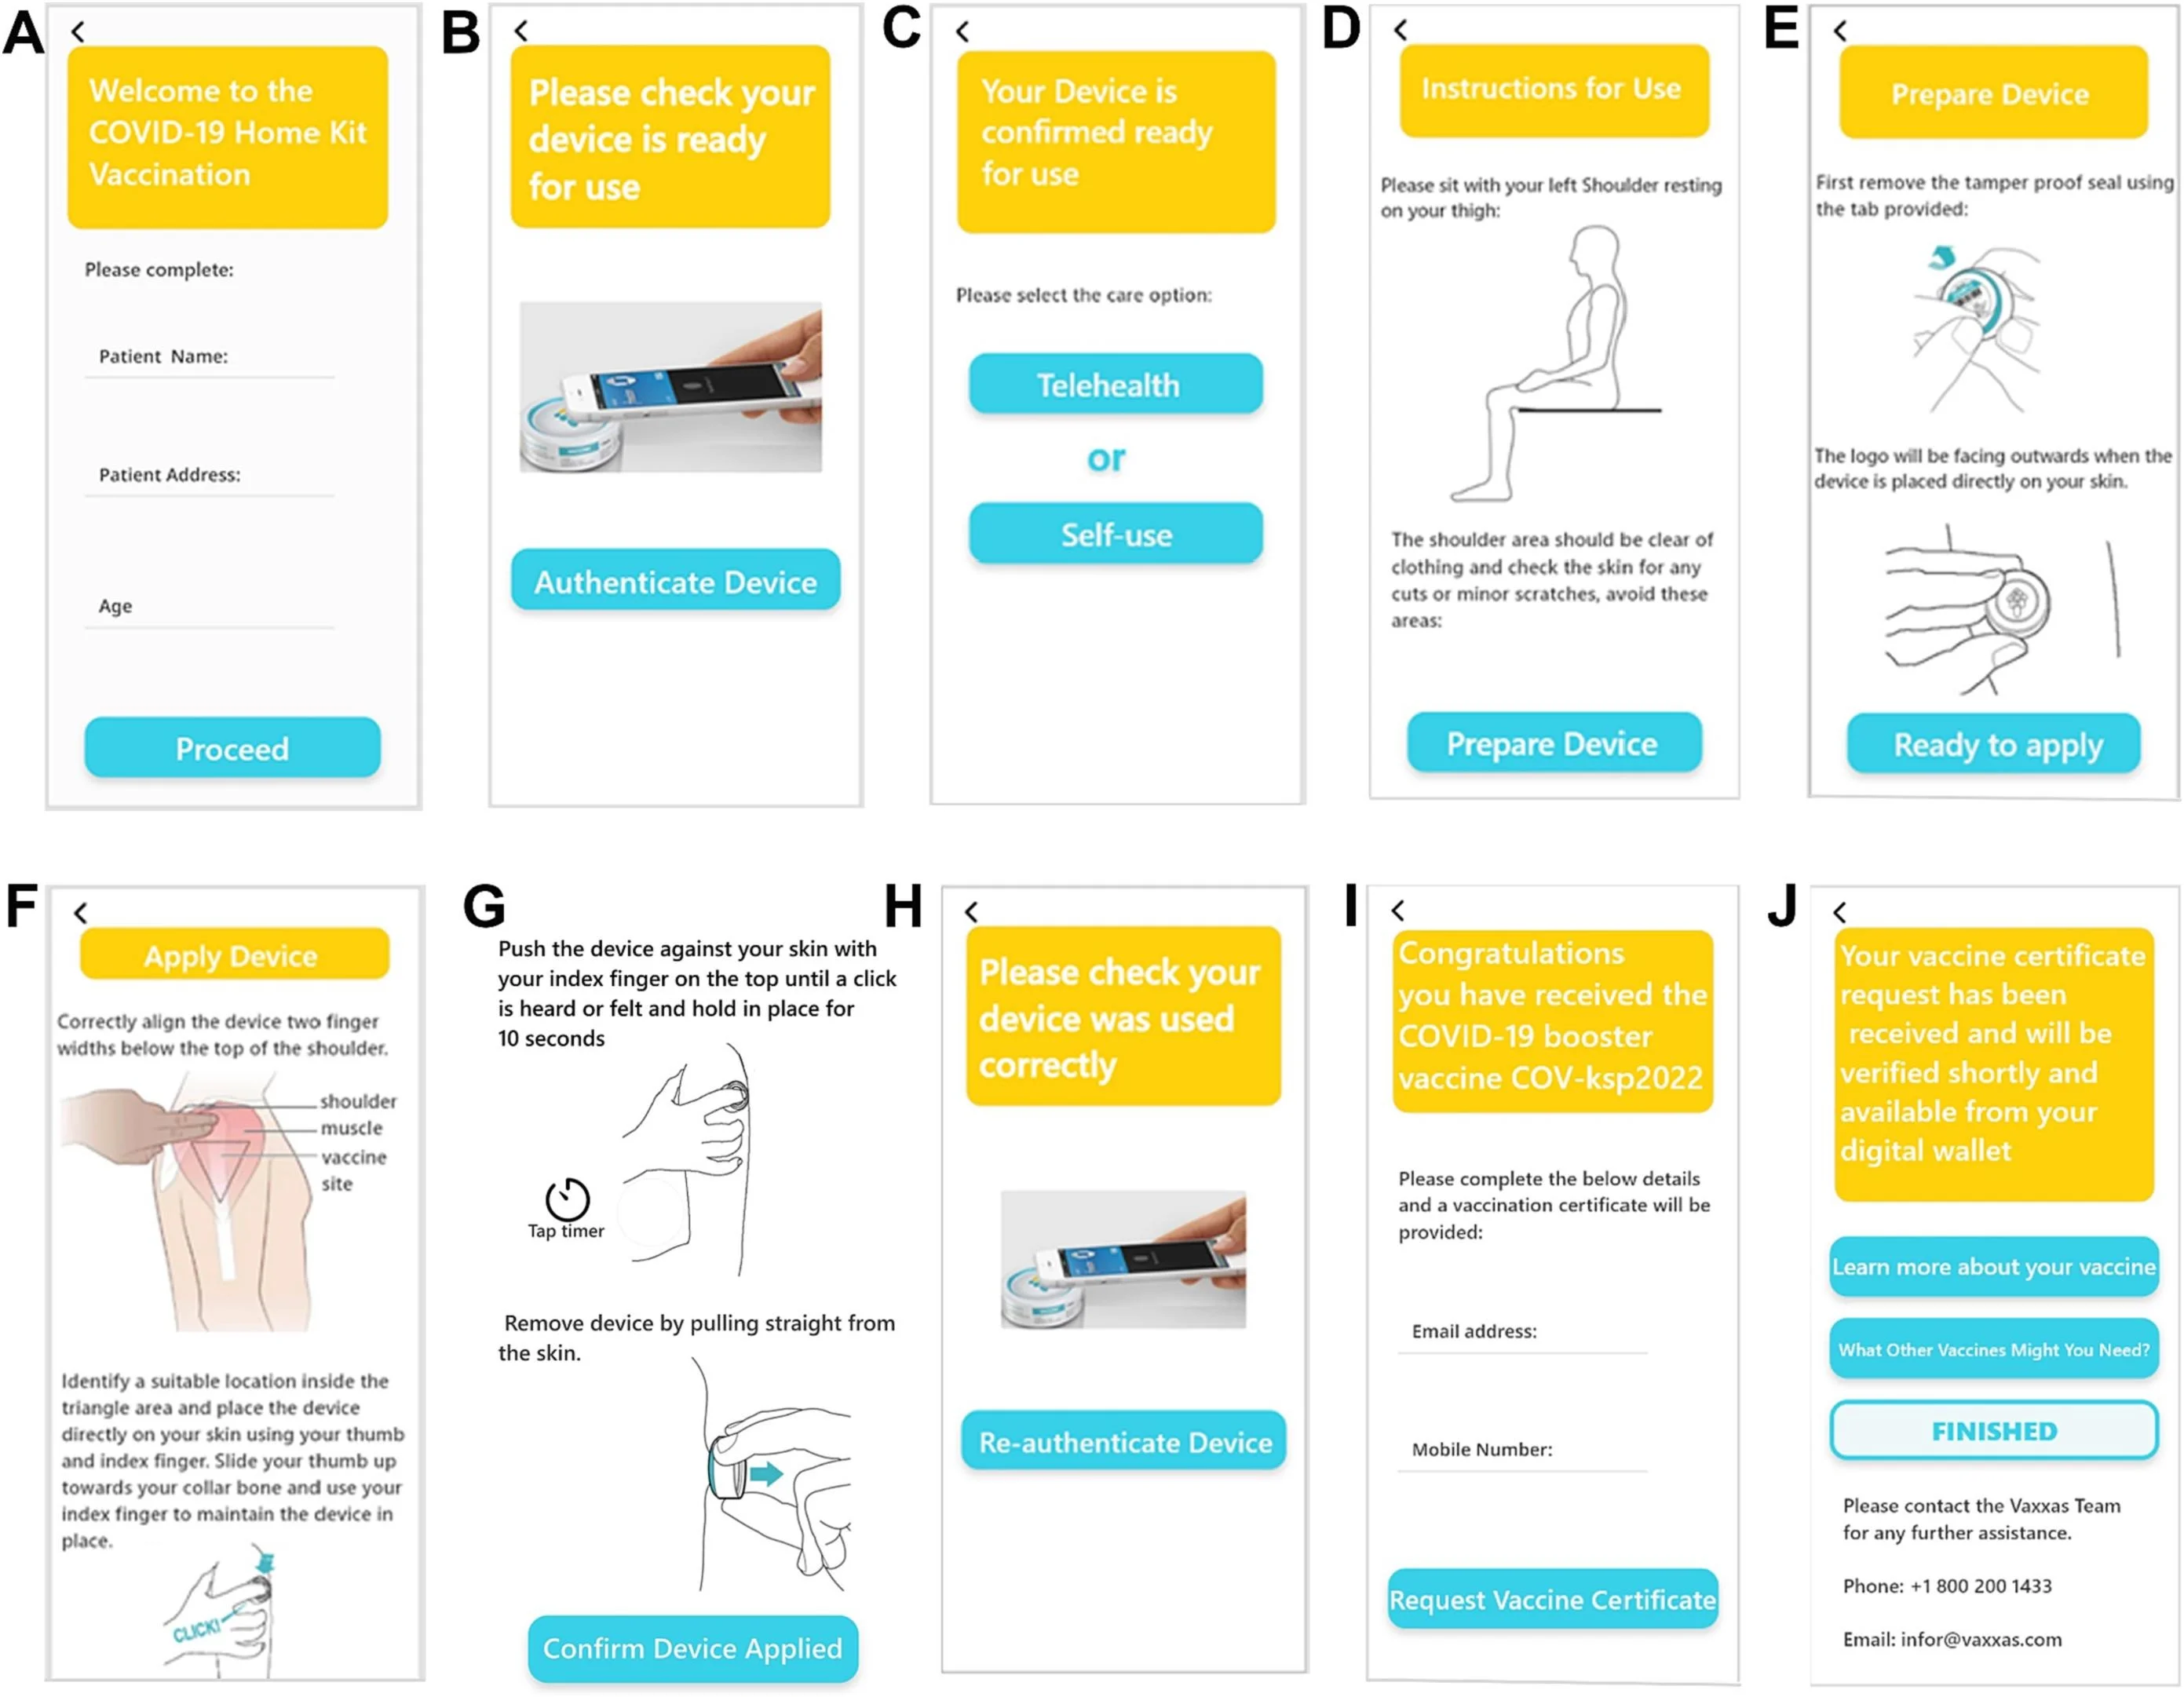 A
Welcome to the
COVID-19 Home Kit
Vaccination
Please complete:
Patient Name:
Patient Address:
Age
Proceed
B
Please check your
device is ready
for use
Authenticate Device
C
Your Device is
confirmed ready
for use
Please select the care option:
Telehealth
or
Self-use
D
Instructions for Use
Please sit with your left Shoulder resting
on your thigh:
The shoulder area should be clear of
clothing and check the skin for any
cuts or minor scratches, avoid these
areas:
Prepare Device
E
Prepare Device
First remove the tamper proof seal using
the tab provided:
The logo will be facing outwards when the
device is placed directly on your skin.
Ready to apply
F
Apply Device
Correctly align the device two finger
widths below the top of the shoulder.
shoulder
muscle
vaccine
site
Identify a suitable location inside the
triangle area and place the device
directly on your skin using your thumb
and index finger. Slide your thumb up
towards your collar bone and use your
index finger to maintain the device in
place.
CLICK!
G
Push the device against your skin with
your index finger on the top until a click
is heard or felt and hold in place for
10 seconds
Tap timer
Remove device by pulling straight from
the skin.
Confirm Device Applied
H
Please check your
device was used
correctly
Re-authenticate Device
I
Congratulations
you have received the
COVID-19 booster
vaccine COV-ksp2022
Please complete the below details
and a vaccination certificate will be
provided:
Email address:
Mobile Number:
Request Vaccine Certificate
J
Your vaccine certificate
request has been
received and will be
verified shortly and
available from your
digital wallet
Learn more about your vaccine
What Other Vaccines Might You Need?
FINISHED
Please contact the Vaxxas Team
for any further assistance.
Phone: +1 800 200 1433
Email: infor@vaxxas.com